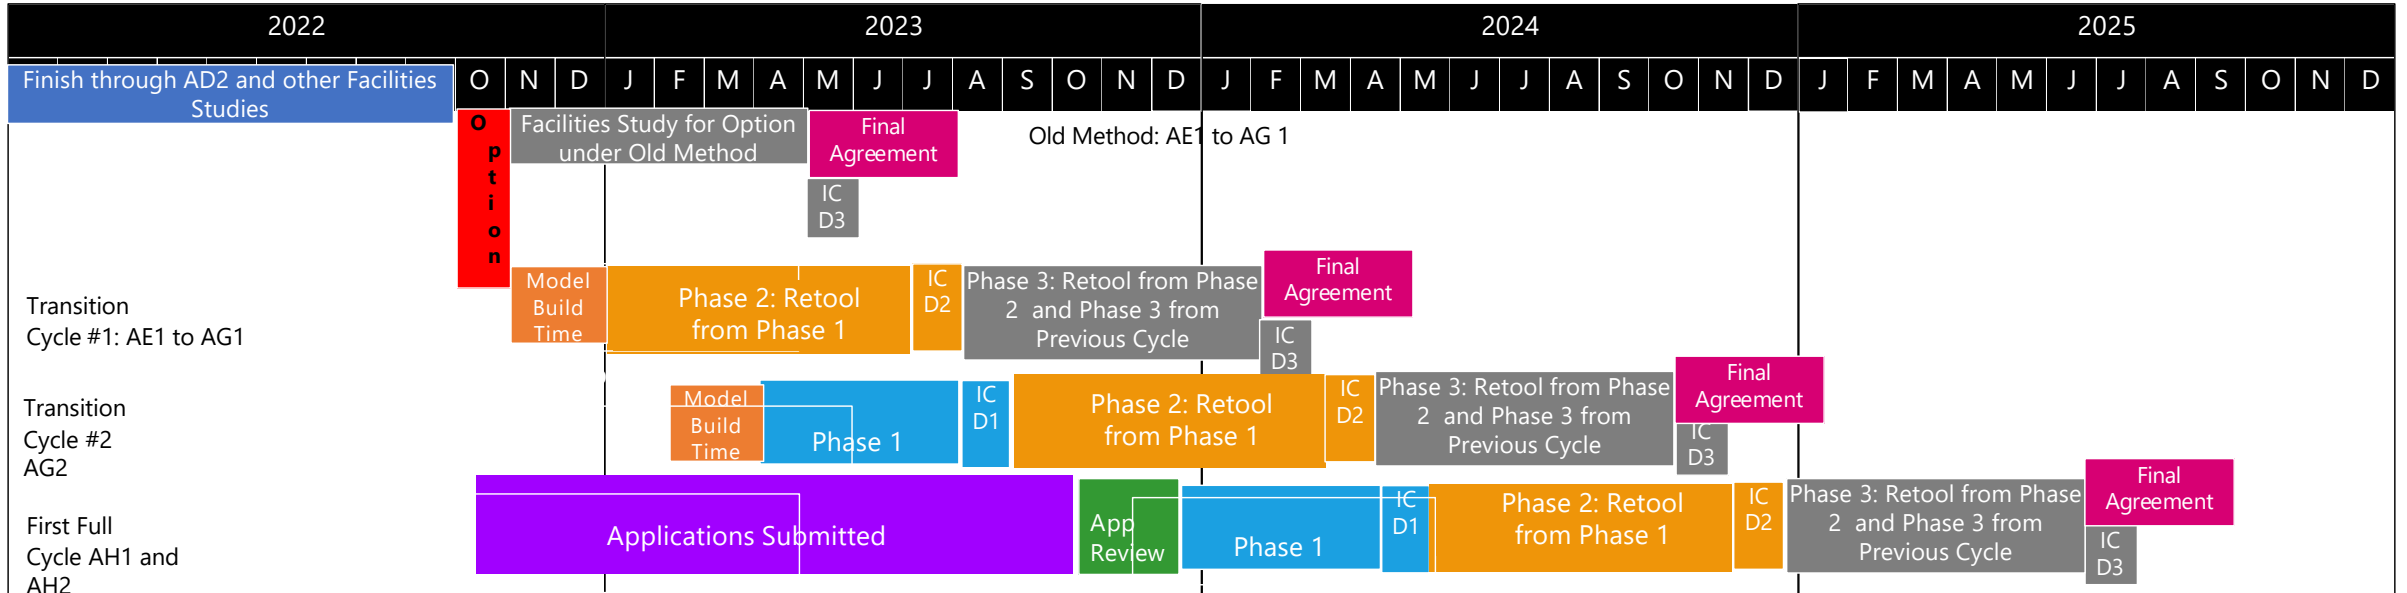 2022 2023 2024 2025
Finish through AD2 and other Facilities
Studies
O N D J F M A M J J A S O N D J F M A M J J A S O N D J F M A M J J A S O N D
Option
Facilities Study for Option
under Old Method
Final
Agreement
Old Method: AE1 to AG 1
IC
D3
Transition
Cycle #1: AE1 to AG1
Model
Build
Time
Phase 2: Retool
from Phase 1
IC
D2
Phase 3: Retool from Phase
2 and Phase 3 from
Previous Cycle
Final
Agreement
IC
D3
Transition
Cycle #2
AG2
Model
Build
Time
Phase 1
IC
D1
Phase 2: Retool
from Phase 1
IC
D2
Phase 3: Retool from Phase
2 and Phase 3 from
Previous Cycle
Final
Agreement
IC
D3
First Full
Cycle AH1 and
AH2
Applications Submitted
App
Review
Phase 1
IC
D1
Phase 2: Retool
from Phase 1
IC
D2
Phase 3: Retool from Phase
2 and Phase 3 from
Previous Cycle
Final
Agreement
IC
D3